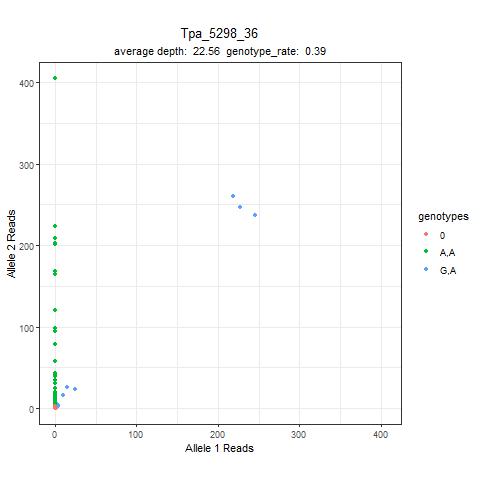 Tpa_5298_36
average depth: 22.56 genotype_rate: 0.39
400
300
200
100
0
Allele 2 Reads
0 100 200 300 400
Allele 1 Reads
genotypes
0
A,A
G,A